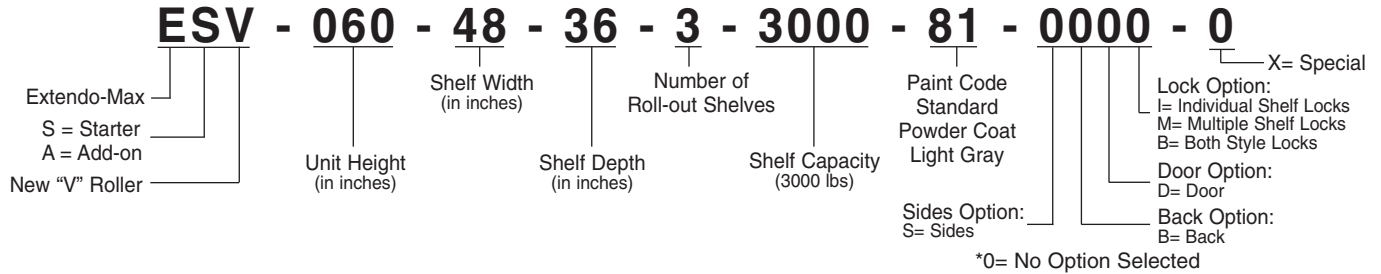 ESV - 060 - 48 - 36 - 3 - 3000 - 81 - 0000 - 0
Extendo-Max
S = Starter
A = Add-on
New “V” Roller
Unit Height
(in inches)
Shelf Width
(in inches)
Shelf Depth
(in inches)
Number of
Roll-out Shelves
Shelf Capacity
(3000 lbs)
Paint Code
Standard
Powder Coat
Light Gray
Sides Option:
S= Sides
X= Special
Lock Option:
I= Individual Shelf Locks
M= Multiple Shelf Locks
B= Both Style Locks
Door Option:
D= Door
Back Option:
B= Back
*0= No Option Selected